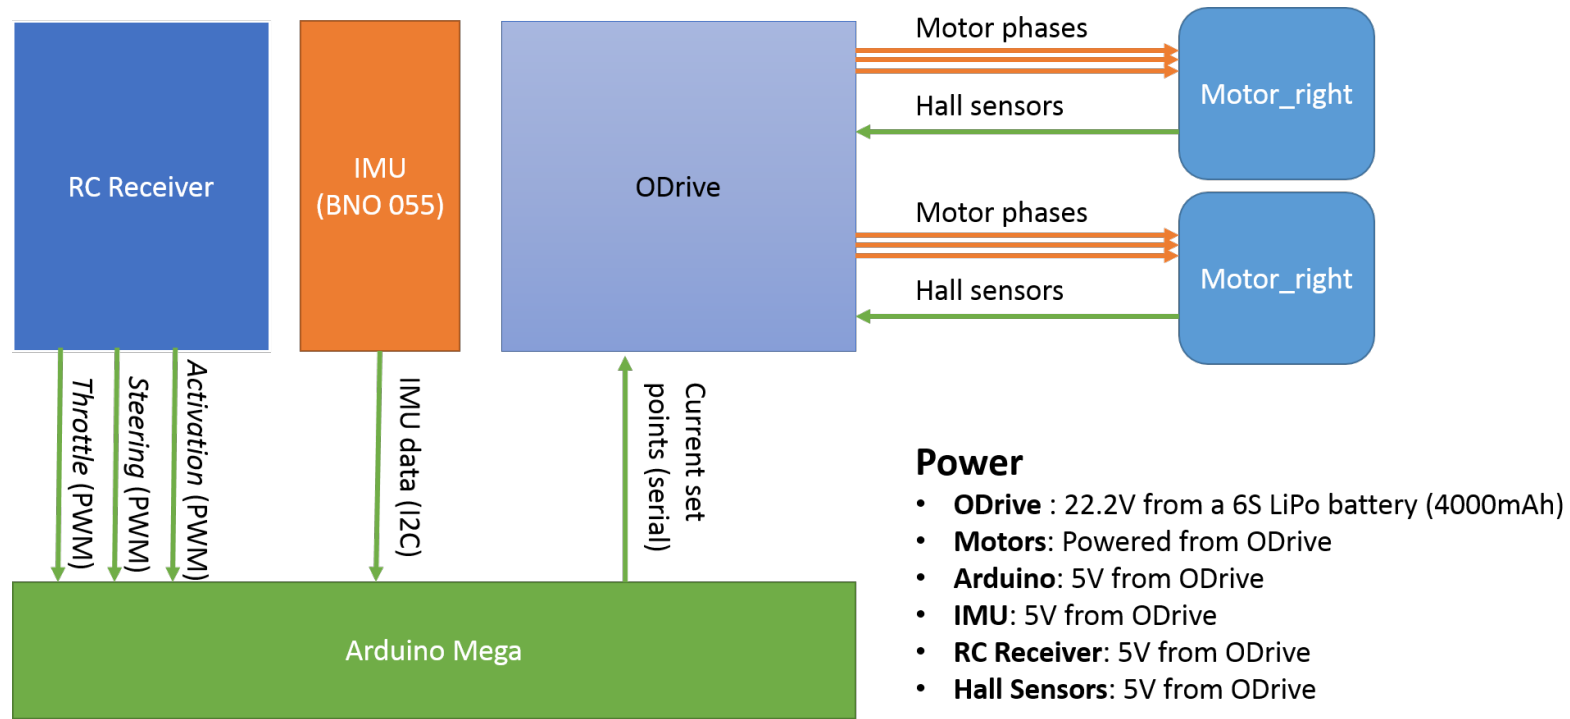 RC Receiver
IMU
(BNO 055)
ODrive
Motor phases
Hall sensors
Motor_right
Motor phases
Hall sensors
Motor_right
Throttle (PWM)
Steering (PWM)
Activation (PWM)
IMU data (I2C)
Current set
points (serial)
Arduino Mega
Power
• ODrive : 22.2V from a 6S LiPo battery (4000mAh)
• Motors: Powered from ODrive
• Arduino: 5V from ODrive
• IMU: 5V from ODrive
• RC Receiver: 5V from ODrive
• Hall Sensors: 5V from ODrive